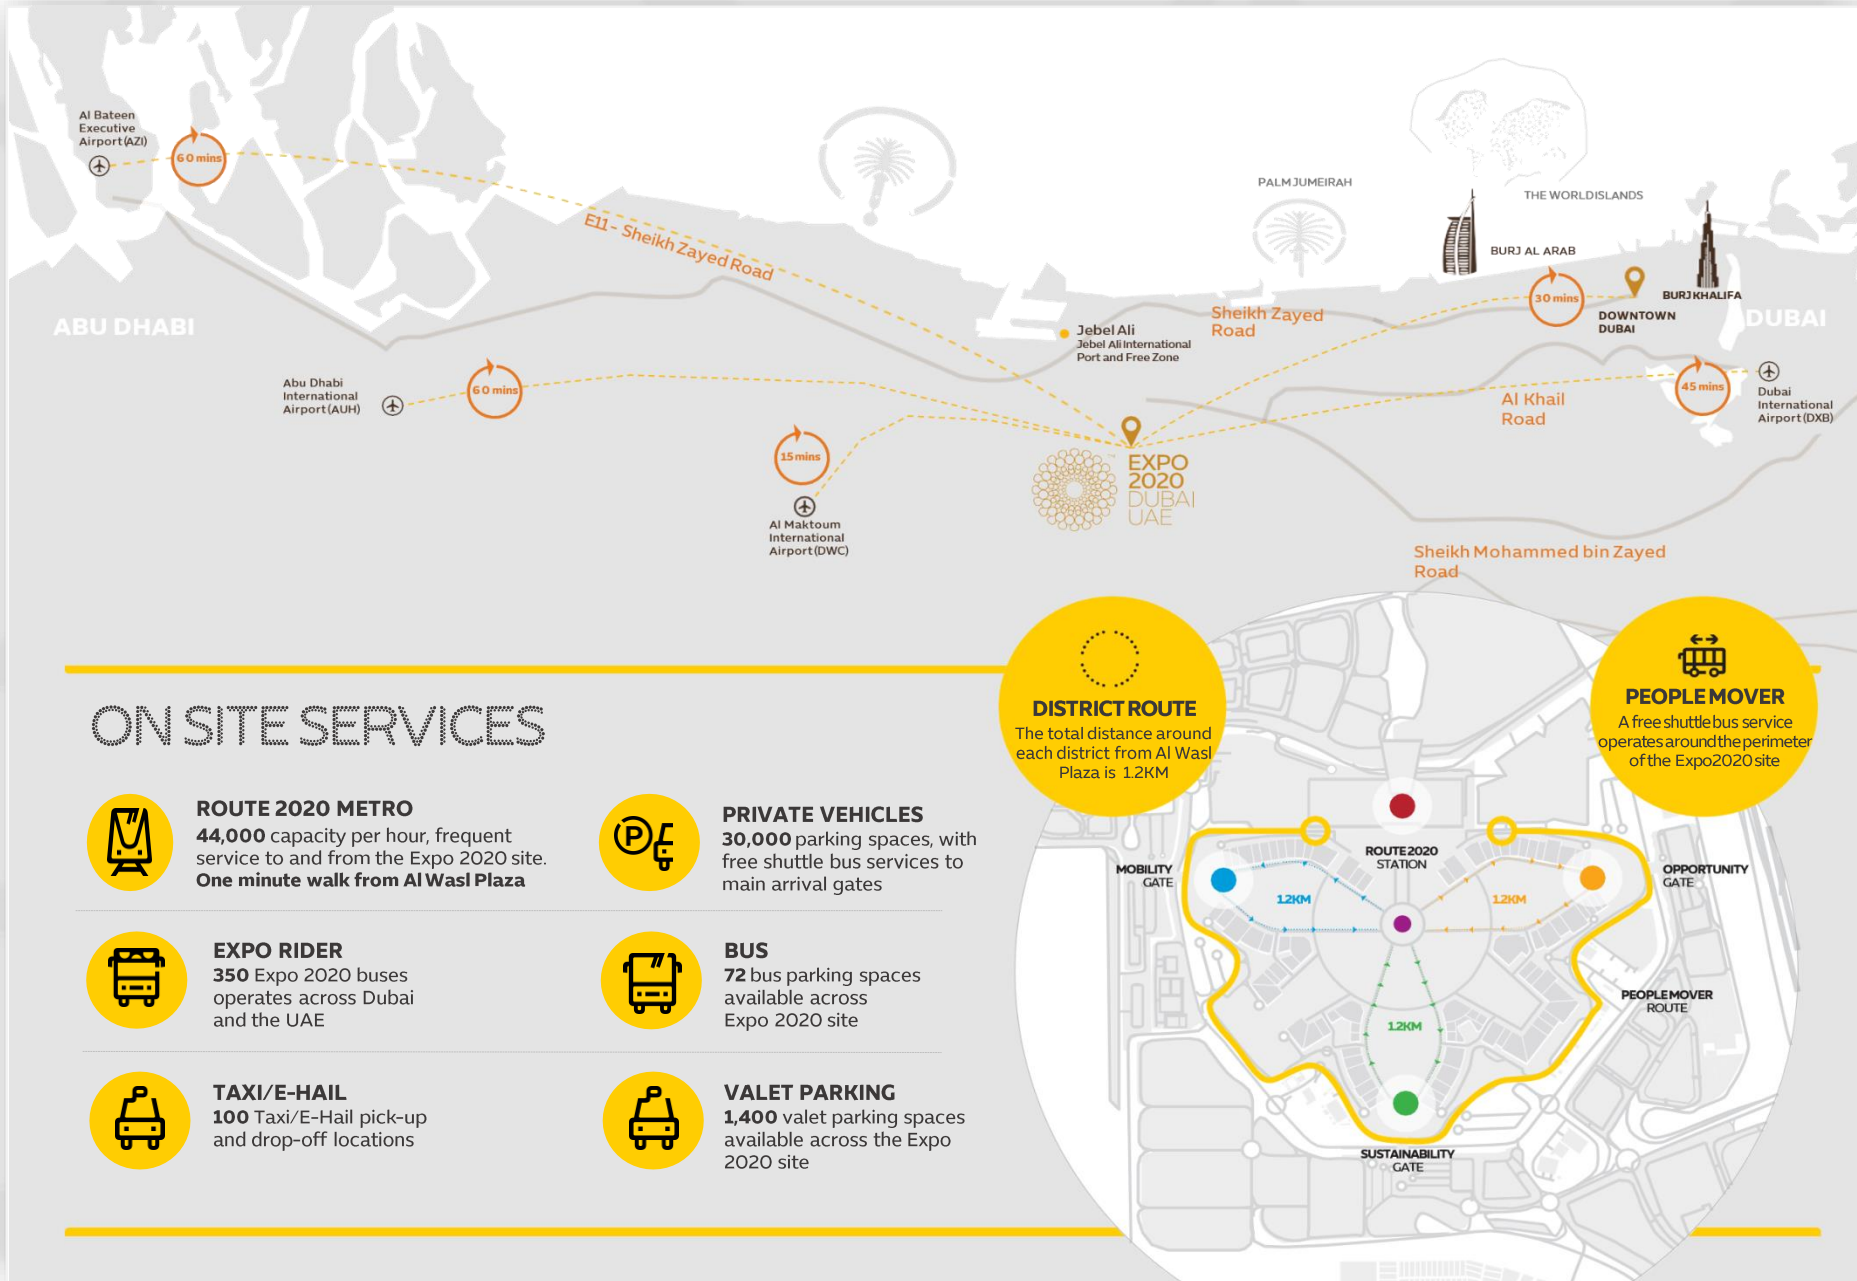 Al Bateen
Executive
Airport (AZI)
60 mins
E11 - Sheikh Zayed Road
PALM JUMEIRAH
THE WORLD ISLANDS
BURJ AL ARAB
30 mins
BURJ KHALIFA
DOWNTOWN
DUBAI
ABU DHABI
DUBAI
Sheikh Zayed
Road
Jebel Ali
Jebel Ali International
Port and Free Zone
Abu Dhabi
International
Airport (AUH)
60 mins
45 mins
Dubai
International
Airport (DXB)
Al Khail
Road
15 mins
Al Maktoum
International
Airport (DWC)
EXPO
2020
DUBAI
UAE
Sheikh Mohammed bin Zayed
Road
ON SITE SERVICES
ROUTE 2020 METRO
44,000 capacity per hour, frequent
service to and from the Expo 2020 site.
One minute walk from Al Wasl Plaza
PRIVATE VEHICLES
30,000 parking spaces, with
free shuttle bus services to
main arrival gates
EXPO RIDER
350 Expo 2020 buses
operates across Dubai
and the UAE
BUS
72 bus parking spaces
available across
Expo 2020 site
TAXI/E-HAIL
100 Taxi/E-Hail pick-up
and drop-off locations
VALET PARKING
1,400 valet parking spaces
available across the Expo
2020 site
DISTRICT ROUTE
The total distance around
each district from Al Wasl
Plaza is 1.2KM
PEOPLE MOVER
A free shuttle bus service
operates around the perimeter
of the Expo2020 site
ROUTE 2020
STATION
MOBILITY
GATE
OPPORTUNITY
GATE
1.2KM
1.2KM
PEOPLE MOVER
ROUTE
1.2KM
SUSTAINABILITY
GATE